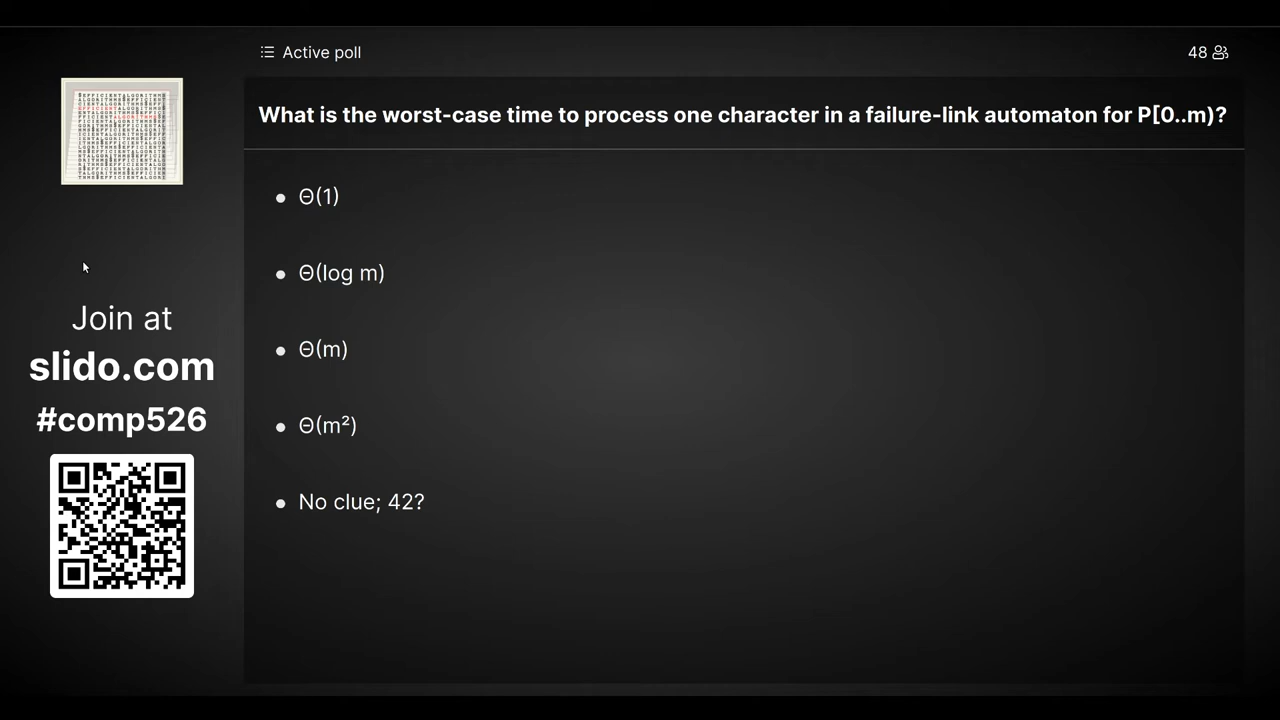 Active poll
48
What is the worst-case time to process one character in a failure-link automaton for P[0..m)?
Θ(1)
Θ(log m)
Θ(m)
Θ(m²)
No clue; 42?
Join at
slido.com
#comp526